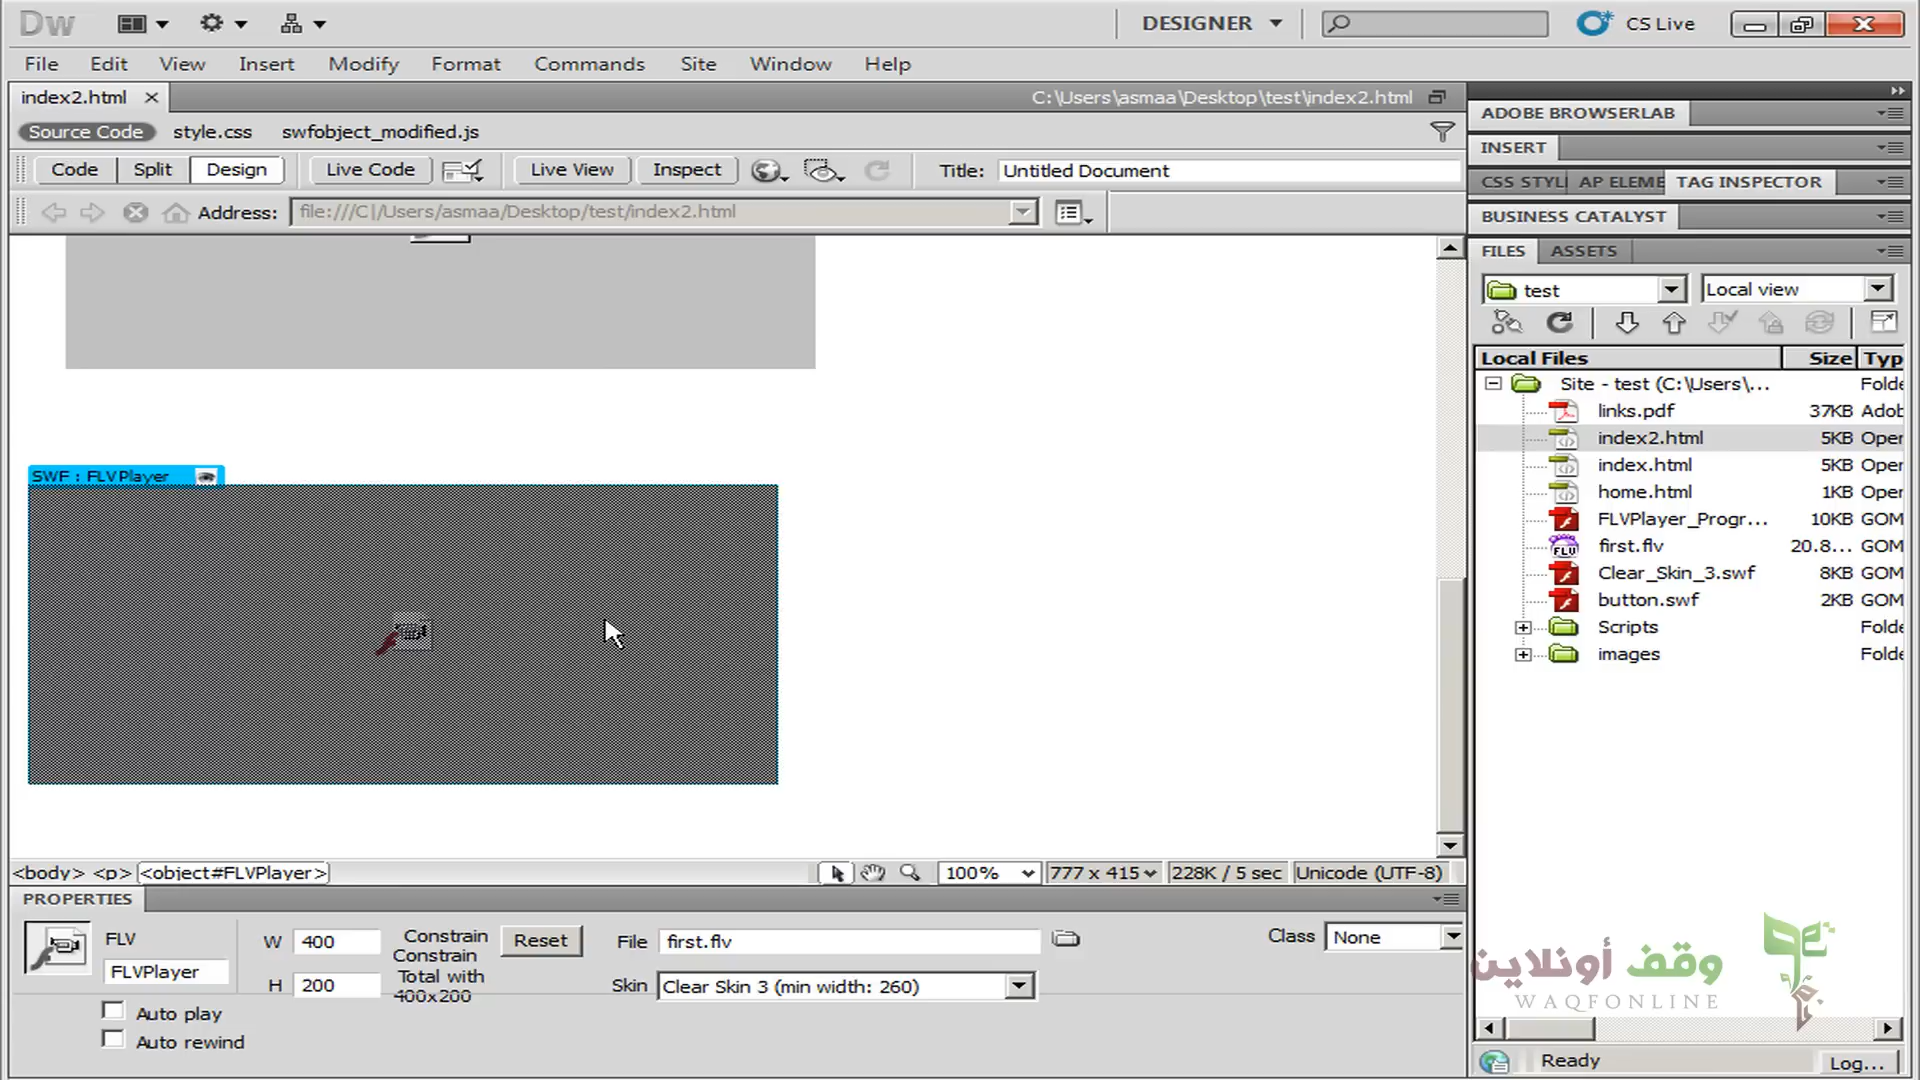 Dw
DESIGNER
CS Live
File Edit View Insert Modify Format Commands Site Window Help
index2.html
C:\Users\asmaa\Desktop\test\index2.html
Source Code style.css swfobject_modified.js
Code Split Design Live Code Live View Inspect Title: Untitled Document
Address: file:///C|/Users/asmaa/Desktop/test/index2.html
SWF : FLVPlayer
<body> <p> <object#FLVPlayer>
100% 777 x 415 228K / 5 sec Unicode (UTF-8)
PROPERTIES
FLV
FLVPlayer
W 400
H 200
Constrain
Constrain
Total with
400x200
Reset
File first.flv
Skin Clear Skin 3 (min width: 260)
Class None
Auto play
Auto rewind
ADOBE BROWSERLAB
INSERT
CSS STYL AP ELEME TAG INSPECTOR
BUSINESS CATALYST
FILES ASSETS
test Local view
Local Files Size Typ
Site - test (C:\Users\... Folde
links.pdf 37KB Adob
index2.html 5KB Oper
index.html 5KB Oper
home.html 1KB Oper
FLVPlayer_Progr... 10KB GOM
first.flv 20.8... GOM
Clear_Skin_3.swf 8KB GOM
button.swf 2KB GOM
Scripts Folde
images Folde
وقف أونلاين
WAQFONLINE
Ready Log...